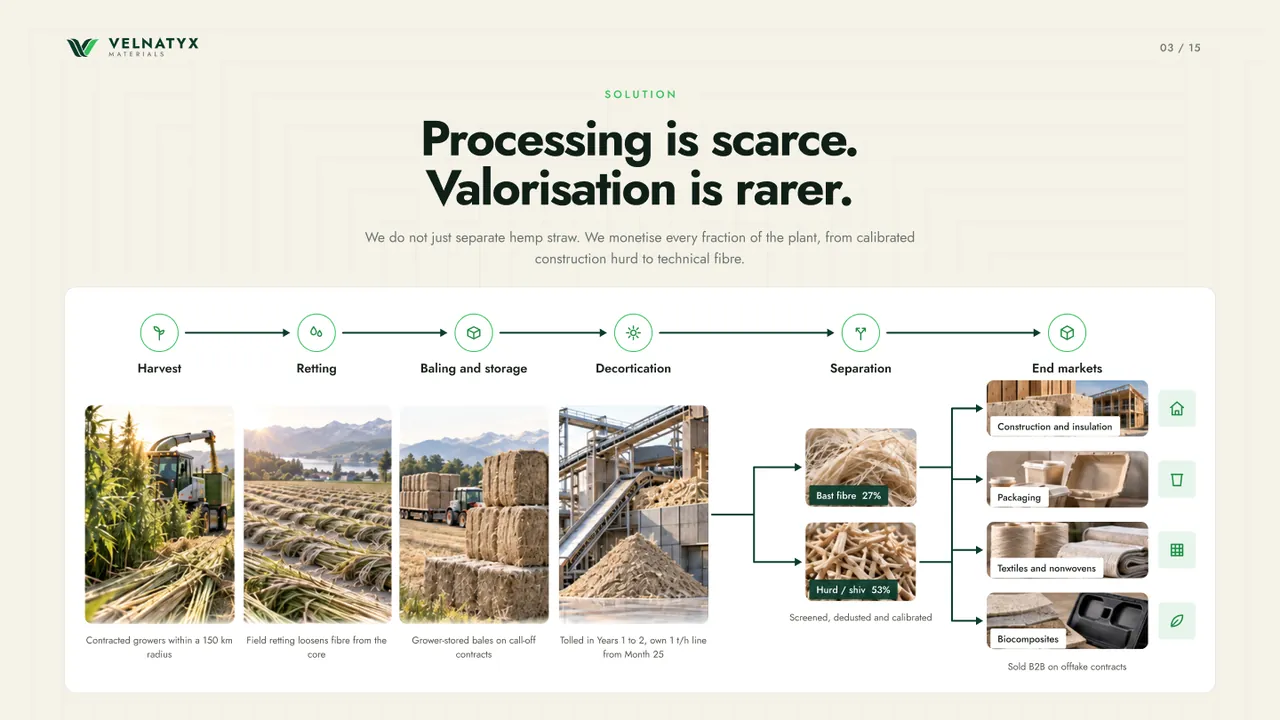 VELNATYX
MATERIALS
03 / 15
SOLUTION
Processing is scarce.
Valorisation is rarer.
We do not just separate hemp straw. We monetise every fraction of the plant, from calibrated
construction hurd to technical fibre.
Harvest
Retting
Baling and storage
Decortication
Separation
End markets
Contracted growers within a 150 km
radius
Field retting loosens fibre from the
core
Grower-stored bales on call-off
contracts
Tolled in Years 1 to 2, own 1 t/h line
from Month 25
Bast fibre 27%
Hurd / shiv 53%
Screened, dedusted and calibrated
Construction and insulation
Packaging
Textiles and nonwovens
Biocomposites
Sold B2B on offtake contracts